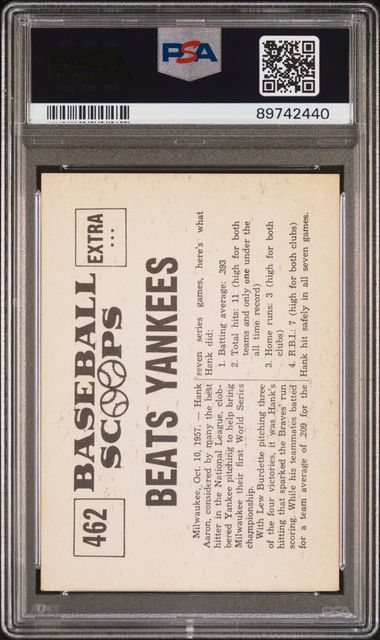 PSA
89742440
462
BASEBALL
SCOOPS
EXTRA
...
BEATS YANKEES
Milwaukee, Oct. 10, 1957. — Hank
Aaron, considered by many the best
hitter in the National League, clob-
bered Yankee pitching to help bring
Milwaukee their first World Series
championship.
With Lew Burdette pitching three
of the four victories, it was Hank's
hitting that sparked the Braves' run
scoring. While his teammates batted
for a team average of .209 for the
seven series games, here's what
Hank did:
1. Batting average: .393
2. Total hits: 11 (high for both
teams and only one under the
all time record)
3. Home runs: 3 (high for both
clubs)
4. R.B.I.: 7 (high for both clubs)
Hank hit safely in all seven games.